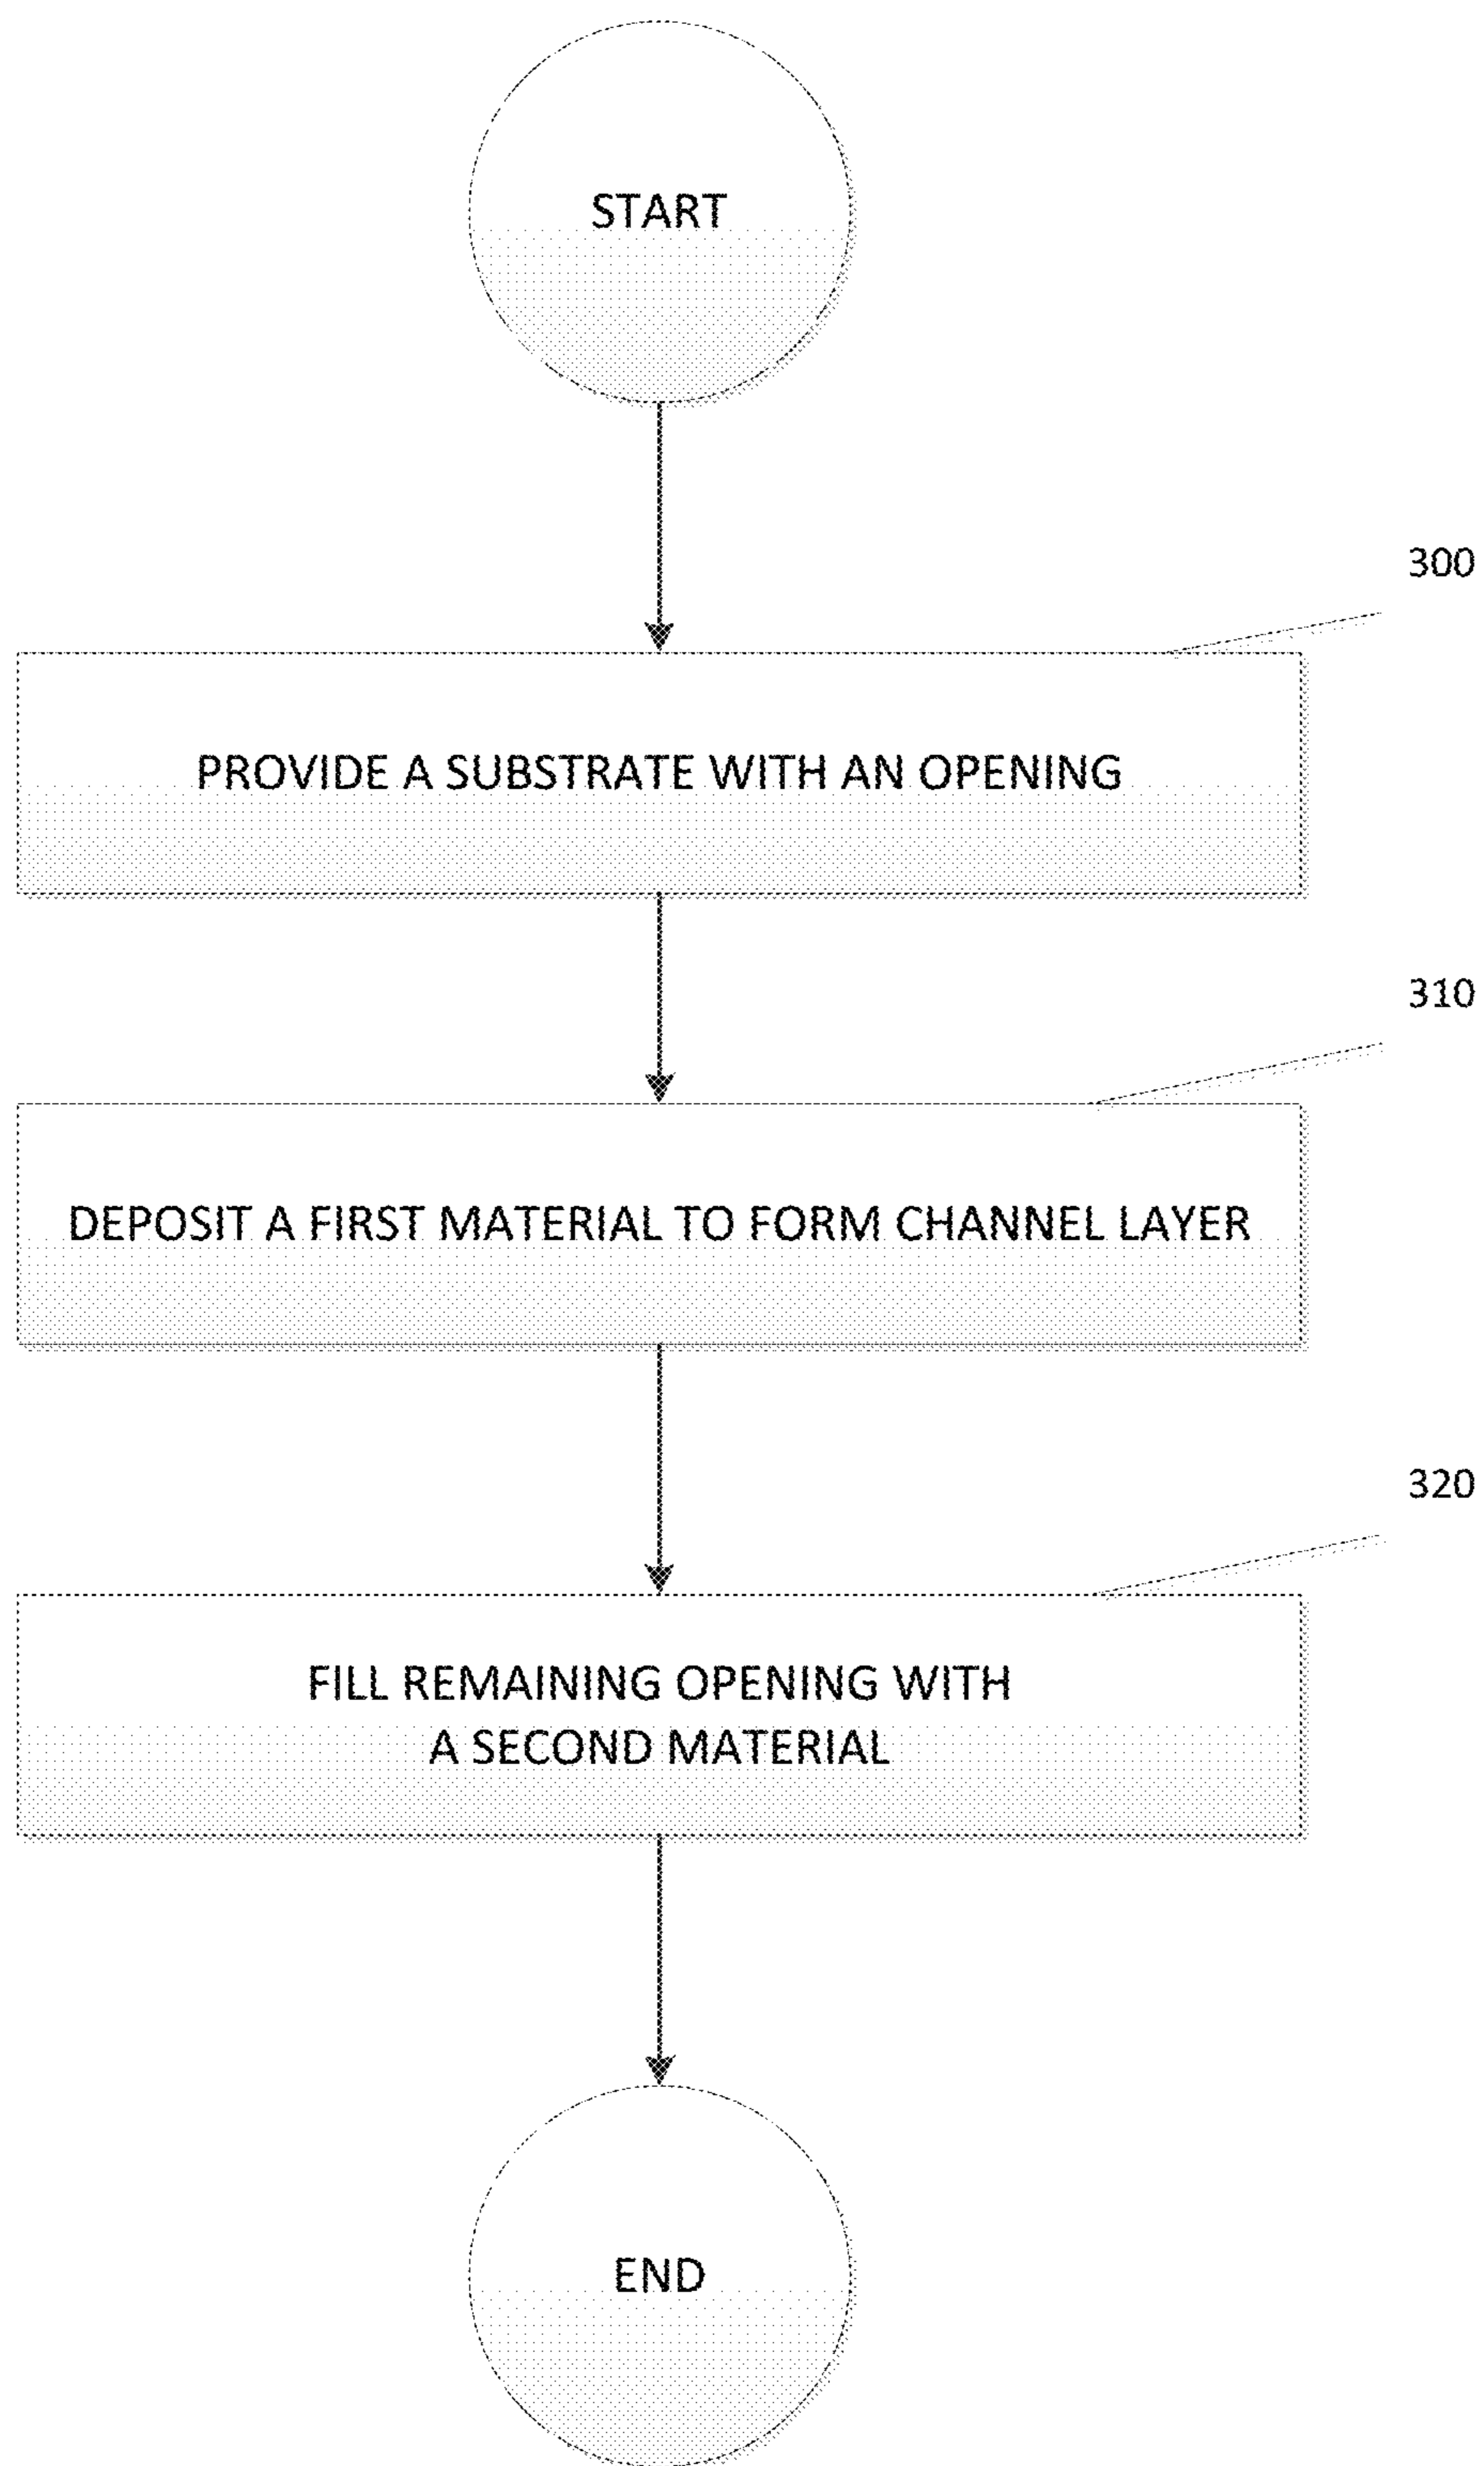 START
300
PROVIDE A SUBSTRATE WITH AN OPENING
310
DEPOSIT A FIRST MATERIAL TO FORM CHANNEL LAYER
320
FILL REMAINING OPENING WITH
A SECOND MATERIAL
END